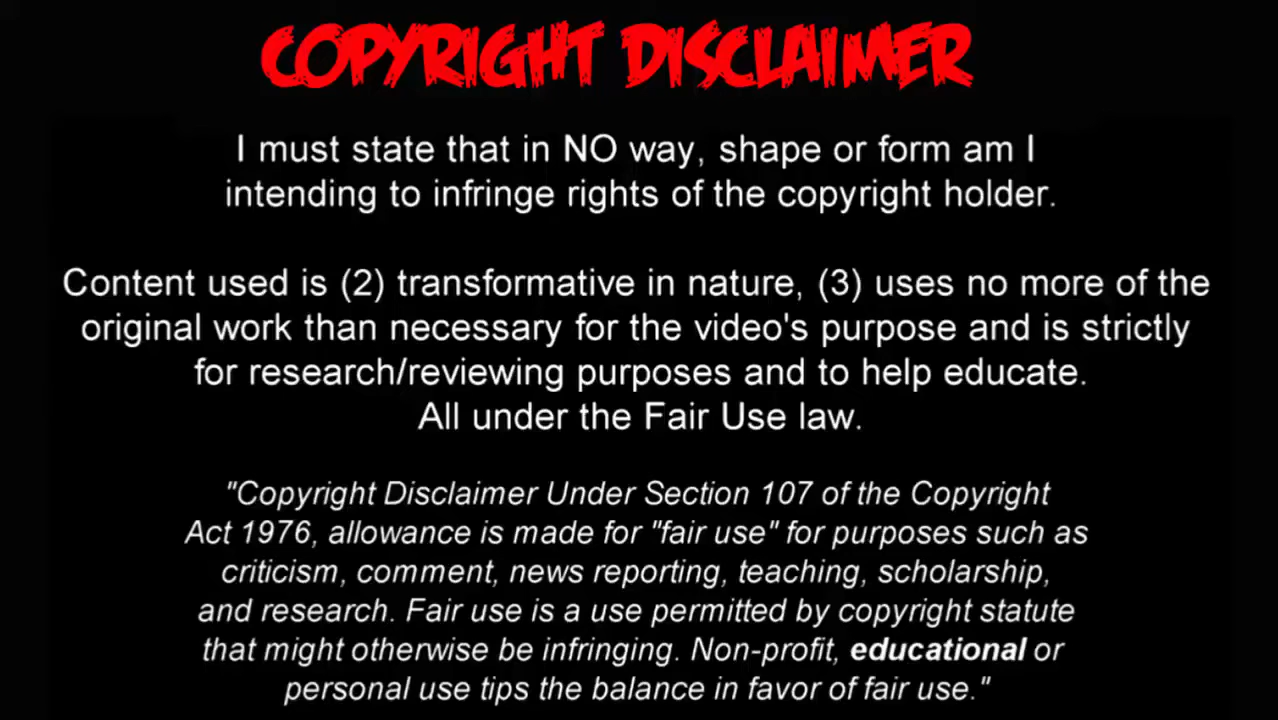 COPYRIGHT DISCLAIMER
I must state that in NO way, shape or form am I
intending to infringe rights of the copyright holder.
Content used is (2) transformative in nature, (3) uses no more of the
original work than necessary for the video's purpose and is strictly
for research/reviewing purposes and to help educate.
All under the Fair Use law.
"Copyright Disclaimer Under Section 107 of the Copyright
Act 1976, allowance is made for "fair use" for purposes such as
criticism, comment, news reporting, teaching, scholarship,
and research. Fair use is a use permitted by copyright statute
that might otherwise be infringing. Non-profit, educational or
personal use tips the balance in favor of fair use."